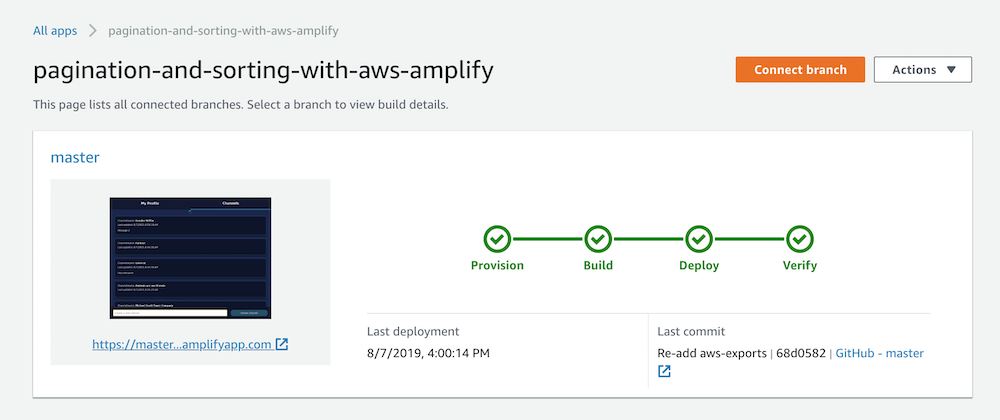 All apps > pagination-and-sorting-with-aws-amplify
pagination-and-sorting-with-aws-amplify
Connect branch
Actions
This page lists all connected branches. Select a branch to view build details.
master
My Profile
Channels
Provision
Build
Deploy
Verify
https://master...amplifyapp.com
Last deployment
8/7/2019, 4:00:14 PM
Last commit
Re-add aws-exports | 68d0582 | GitHub - master